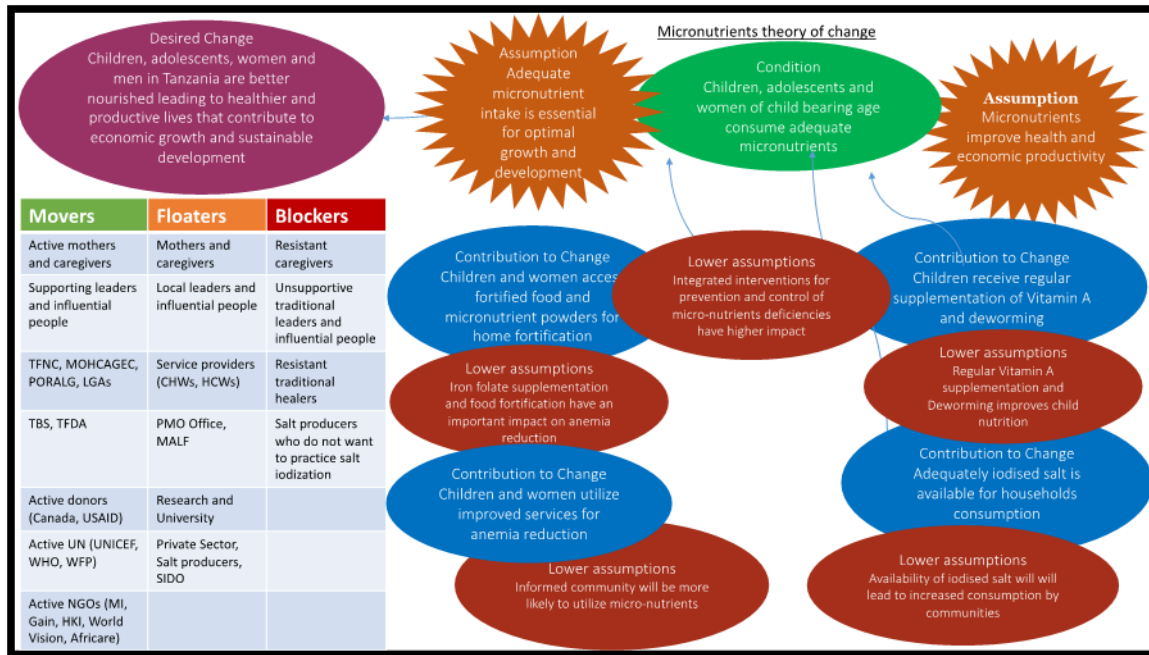 Micronutrients theory of change
Desired Change
Children, adolescents, women and
men in Tanzania are better
nourished leading to healthier and
productive lives that contribute to
economic growth and sustainable
development
Assumption
Adequate
micronutrient
intake is essential
for optimal
growth and
development
Condition
Children, adolescents and
women of child bearing age
consume adequate
micronutrients
Assumption
Micronutrients
improve health and
economic productivity
Movers Floaters Blockers
Active mothers
and caregivers
Mothers and
caregivers
Resistant
caregivers
Supporting leaders
and influential
people
Local leaders and
influential people
Unsupportive
traditional
leaders and
influential people
TFNC, MOHCAGEC,
PORALG, LGAs
Service providers
(CHWs, HCWs)
Resistant
traditional
healers
TBS, TFDA
PMO Office,
MALF
Salt producers
who do not want
to practice salt
iodization
Active donors
(Canada, USAID)
Research and
University
Active UN (UNICEF,
WHO, WFP)
Private Sector,
Salt producers,
SIDO
Active NGOs (MI,
Gain, HKI, World
Vision, Africare)
Contribution to Change
Children and women access
fortified food and
micronutrient powders for
home fortification
Lower assumptions
Integrated interventions for
prevention and control of
micro-nutrients deficiencies
have higher impact
Contribution to Change
Children receive regular
supplementation of Vitamin A
and deworming
Lower assumptions
Iron folate supplementation
and food fortification have an
important impact on anemia
reduction
Lower assumptions
Regular Vitamin A
supplementation and
Deworming improves child
nutrition
Contribution to Change
Children and women utilize
improved services for
anemia reduction
Contribution to Change
Adequately iodised salt is
available for households
consumption
Lower assumptions
Informed community will be more
likely to utilize micro-nutrients
Lower assumptions
Availability of iodised salt will will
lead to increased consumption by
communities